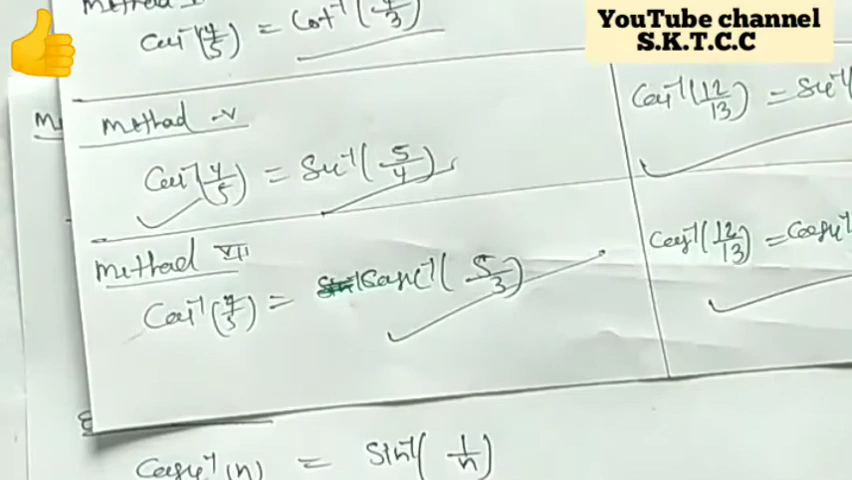 YouTube channel
S.K.T.C.C
Cos⁻¹(4/5) = Cot⁻¹(4/3)
Method - V
Cos⁻¹(4/5) = Sec⁻¹(5/4)
Cos⁻¹(12/13) = Sec⁻¹(
Method VII
Cos⁻¹(4/5) = Cosec⁻¹(5/3)
Cos⁻¹(12/13) = Cosec⁻¹
Cosec⁻¹(n) = Sin⁻¹(1/n)